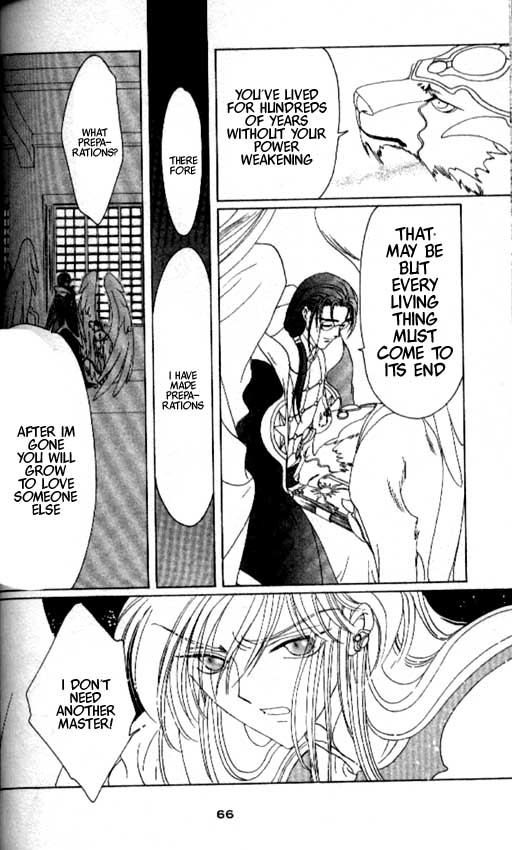 YOU'VE LIVED
FOR HUNDREDS
OF YEARS
WITHOUT YOUR
POWER
WEAKENING
THAT
MAY BE
BUT
EVERY
LIVING
THING
MUST
COME TO
ITS END
THERE
FORE
I HAVE
MADE
PREPA-
RATIONS
WHAT
PREPA-
RATIONS?
AFTER IM
GONE
YOU WILL
GROW
TO LOVE
SOMEONE
ELSE
I DON'T
NEED
ANOTHER
MASTER!
66